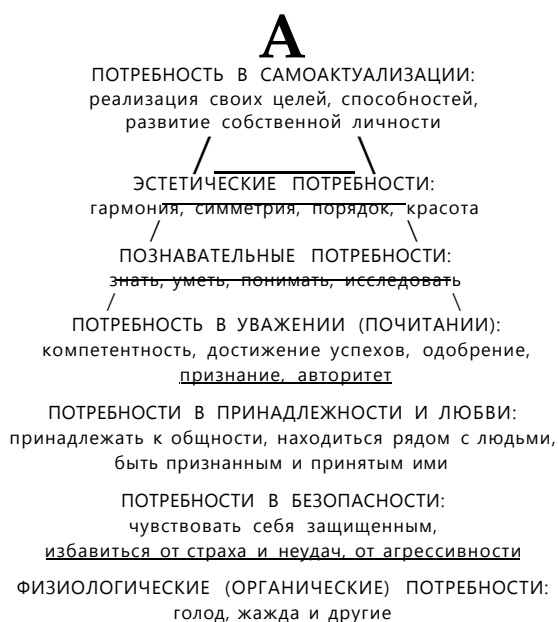 А
ПОТРЕБНОСТЬ В САМОАКТУАЛИЗАЦИИ:
реализация своих целей, способностей,
развитие собственной личности
ЭСТЕТИЧЕСКИЕ ПОТРЕБНОСТИ:
гармония, симметрия, порядок, красота
ПОЗНАВАТЕЛЬНЫЕ ПОТРЕБНОСТИ:
знать, уметь, понимать, исследовать
ПОТРЕБНОСТЬ В УВАЖЕНИИ (ПОЧИТАНИИ):
компетентность, достижение успехов, одобрение,
признание, авторитет
ПОТРЕБНОСТИ В ПРИНАДЛЕЖНОСТИ И ЛЮБВИ:
принадлежать к общности, находиться рядом с людьми,
быть признанным и принятым ими
ПОТРЕБНОСТИ В БЕЗОПАСНОСТИ:
чувствовать себя защищенным,
избавиться от страха и неудач, от агрессивности
ФИЗИОЛОГИЧЕСКИЕ (ОРГАНИЧЕСКИЕ) ПОТРЕБНОСТИ:
голод, жажда и другие